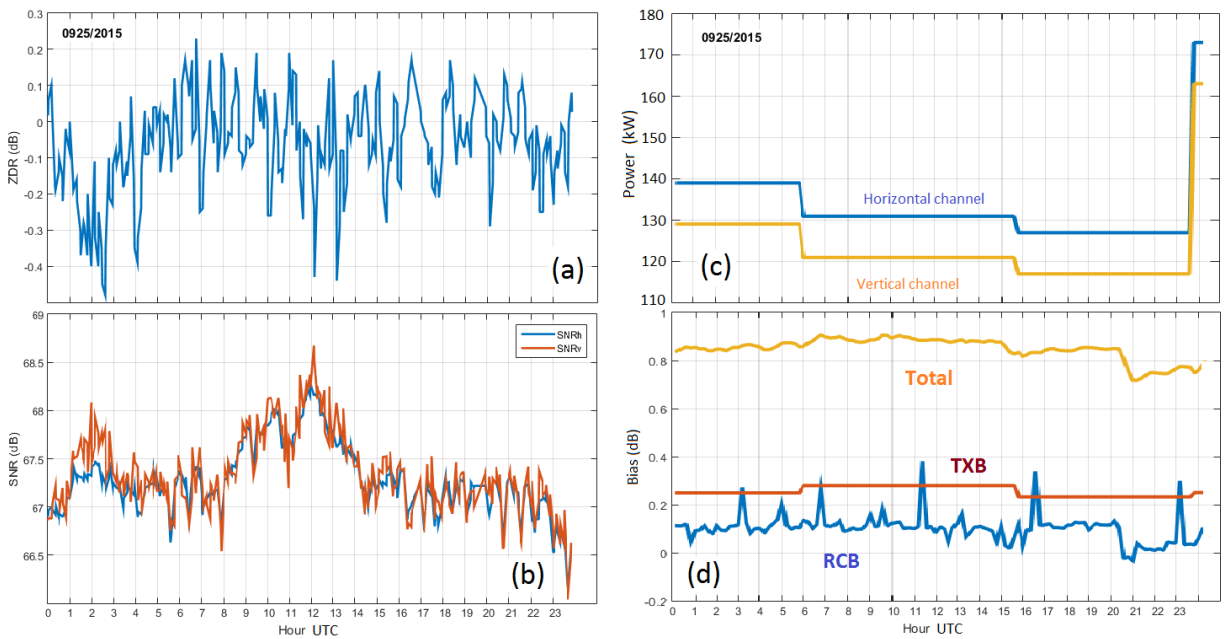 0925/2015
0.3
0.2
0.1
0
-0.1
-0.2
-0.3
-0.4
ZDR (dB)
(a)
69
68.5
68
67.5
67
66.5
SNR (dB)
SNRh
SNRv
(b)
0 1 2 3 4 5 6 7 8 9 10 11 12 13 14 15 16 17 18 19 20 21 22 23
Hour UTC
180
170
160
150
140
130
120
110
Power (kW)
0925/2015
Horizontal channel
(c)
Vertical channel
1
0.8
0.6
0.4
0.2
0
-0.2
Bias (dB)
Total
TXB
RCB
(d)
0 1 2 3 4 5 6 7 8 9 10 11 12 13 14 15 16 17 18 19 20 21 22 23
Hour UTC